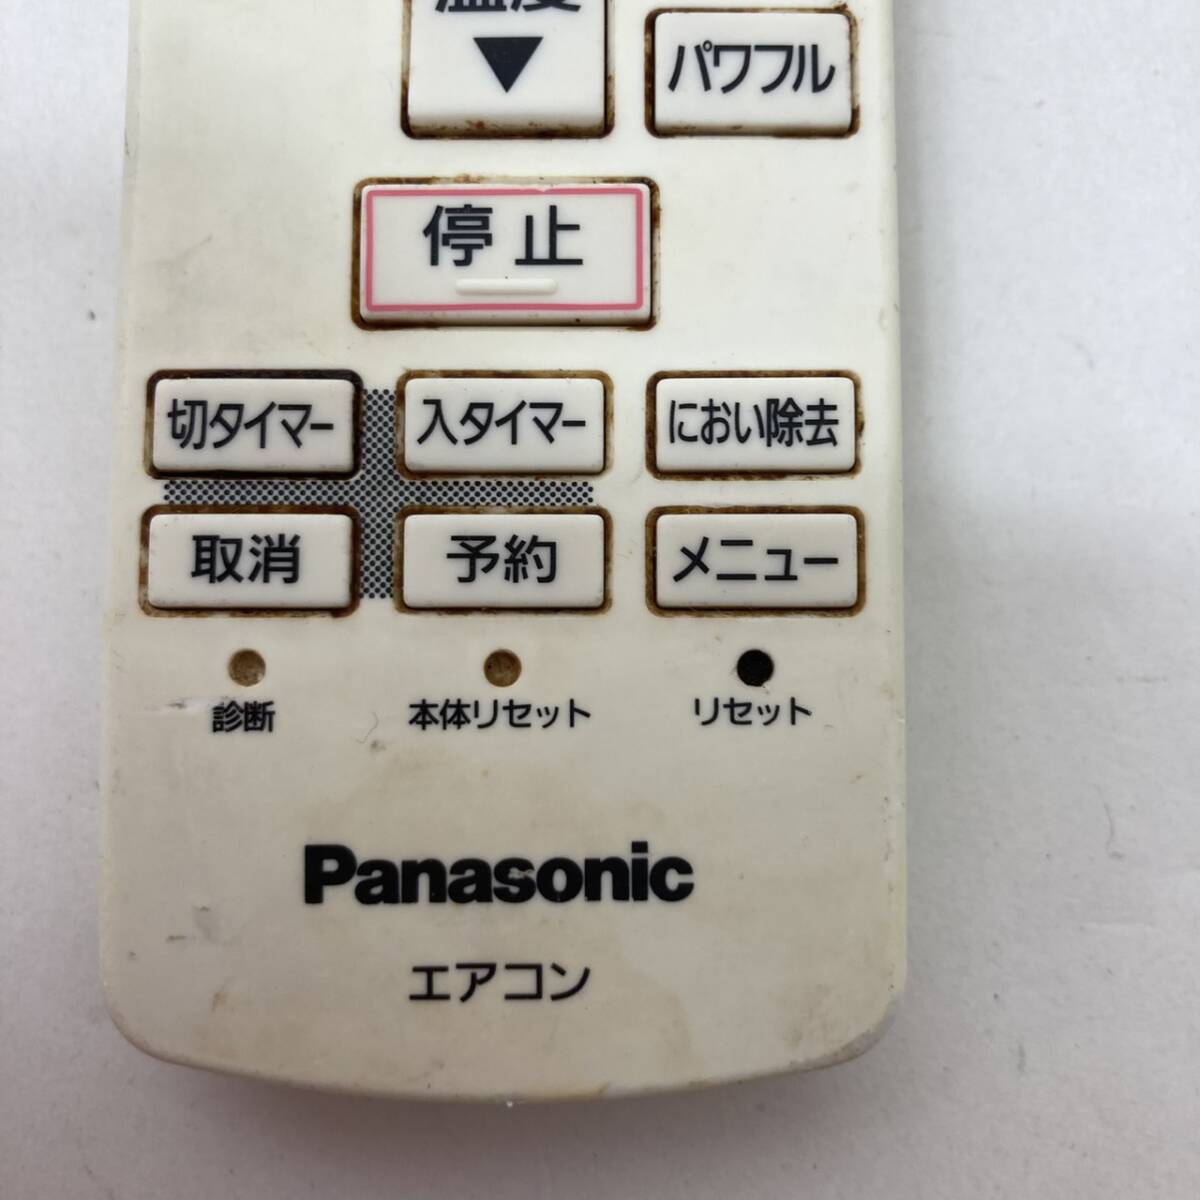 温度
▼
パワフル
停止
切タイマー 入タイマー におい除去
取消 予約 メニュー
診断 本体リセット リセット
Panasonic
エアコン